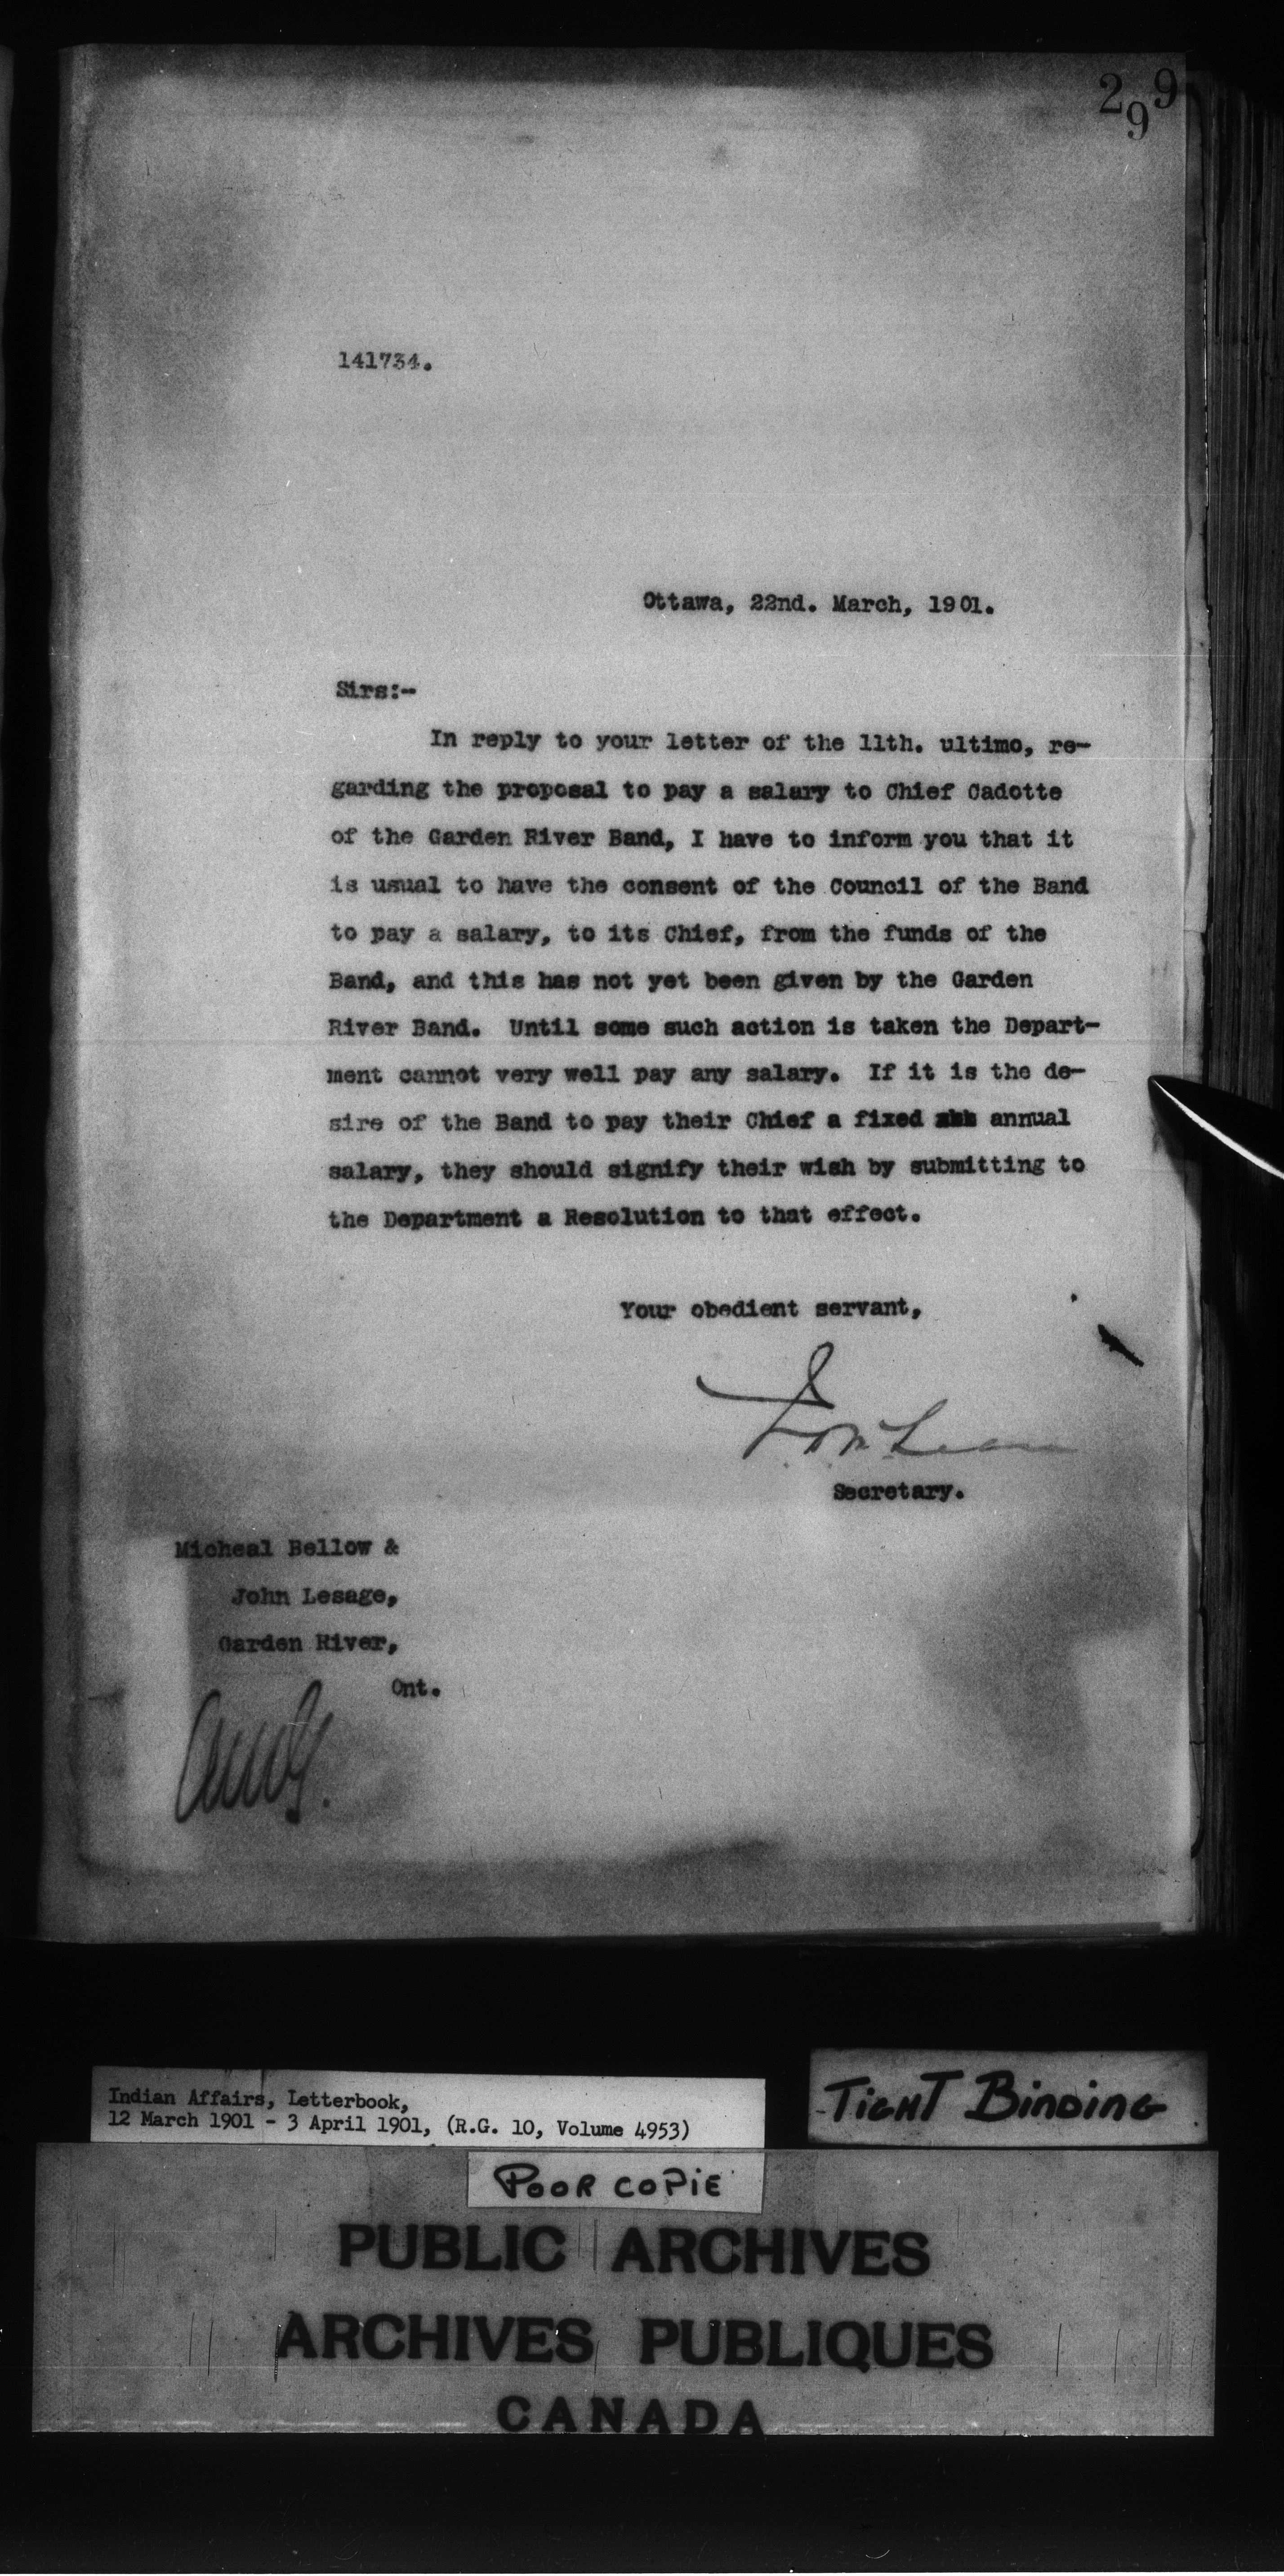 299
141734.
Ottawa, 22nd. March, 1901.
Sirs:-
In reply to your letter of the 11th. ultimo, re-
garding the proposal to pay a salary to Chief Cadotte
of the Garden River Band, I have to inform you that it
is usual to have the consent of the Council of the Band
to pay a salary, to its Chief, from the funds of the
Band, and this has not yet been given by the Garden
River Band. Until some such action is taken the Depart-
ment cannot very well pay any salary. If it is the de-
sire of the Band to pay their Chief a fixed annual
salary, they should signify their wish by submitting to
the Department a Resolution to that effect.
Your obedient servant,
Secretary.
Micheal Bellow &
John Lesage,
Garden River,
Ont.
Indian Affairs, Letterbook,
12 March 1901 - 3 April 1901, (R.G. 10, Volume 4953)
TIGHT BINDING
POOR COPIE
PUBLIC ARCHIVES
ARCHIVES PUBLIQUES
CANADA